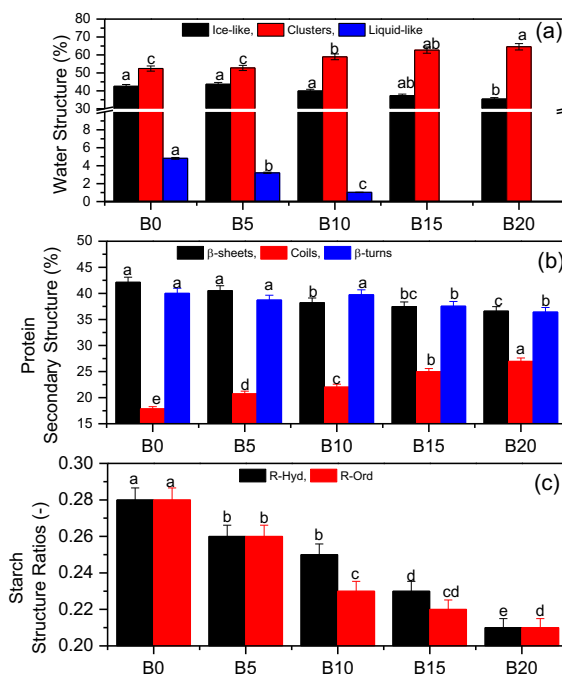 Ice-like, Clusters, Liquid-like (a)
Water Structure (%)
70
60
50
40
30
8
6
4
2
0
a c a
a c b
a b c
ab ab
b a
B0 B5 B10 B15 B20
β-sheets, Coils, β-turns
(b)
Protein
Secondary Structure (%)
50
45
40
35
30
25
20
15
a e a
a d a
b c a
bc b b
c a b
B0 B5 B10 B15 B20
R-Hyd, R-Ord (c)
Starch
Structure Ratios (-)
0.30
0.28
0.26
0.24
0.22
0.20
a a
b b
b c
d cd
e d
B0 B5 B10 B15 B20